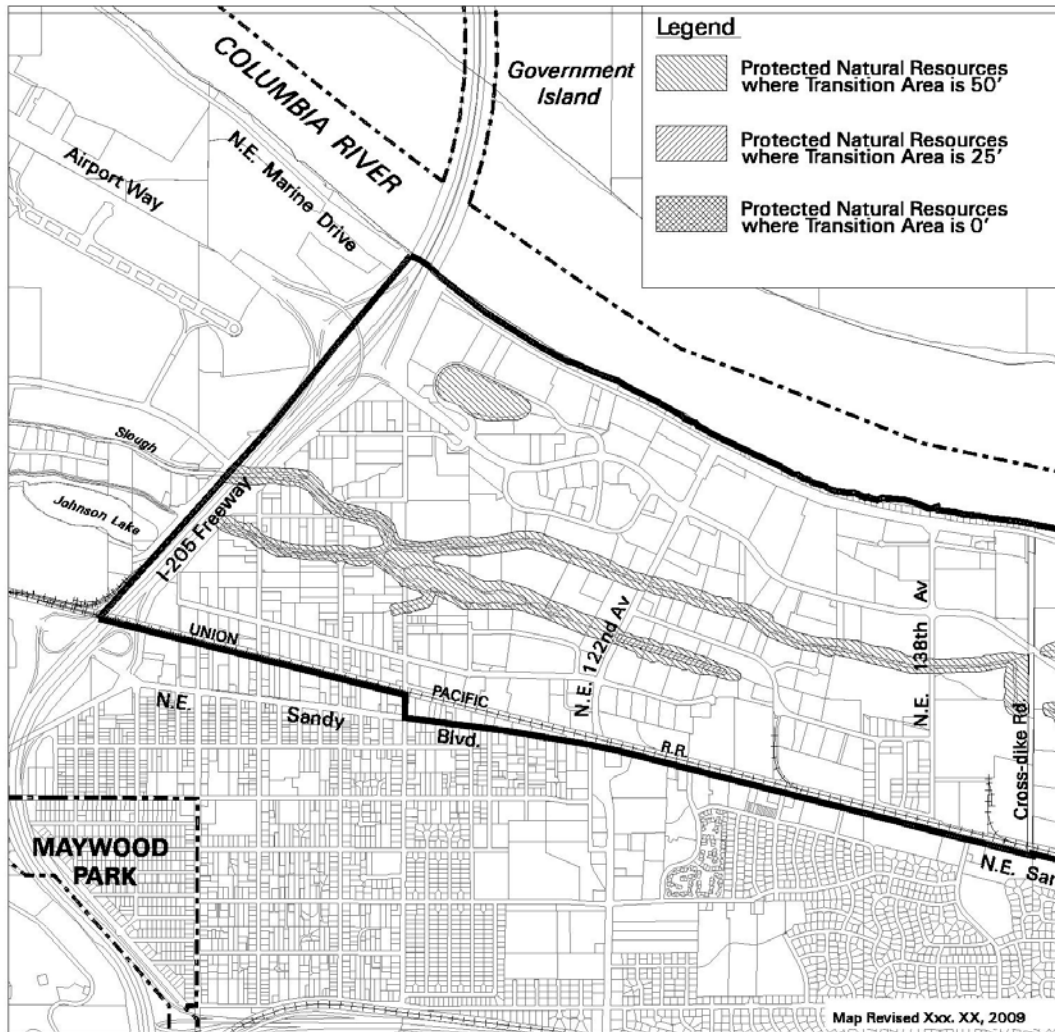 Legend
Protected Natural Resources
where Transition Area is 50'
Protected Natural Resources
where Transition Area is 25'
Protected Natural Resources
where Transition Area is 0'
COLUMBIA RIVER
Government
Island
Airport Way
N.E. Marine Drive
Slough
Johnson Lake
I-205 Freeway
UNION
PACIFIC
R.R.
N.E.
Sandy
Blvd.
N.E. 122nd Av
N.E. 138th Av
Cross-dike Rd.
N.E. San
MAYWOOD
PARK
Map Revised Xxx. XX, 2009